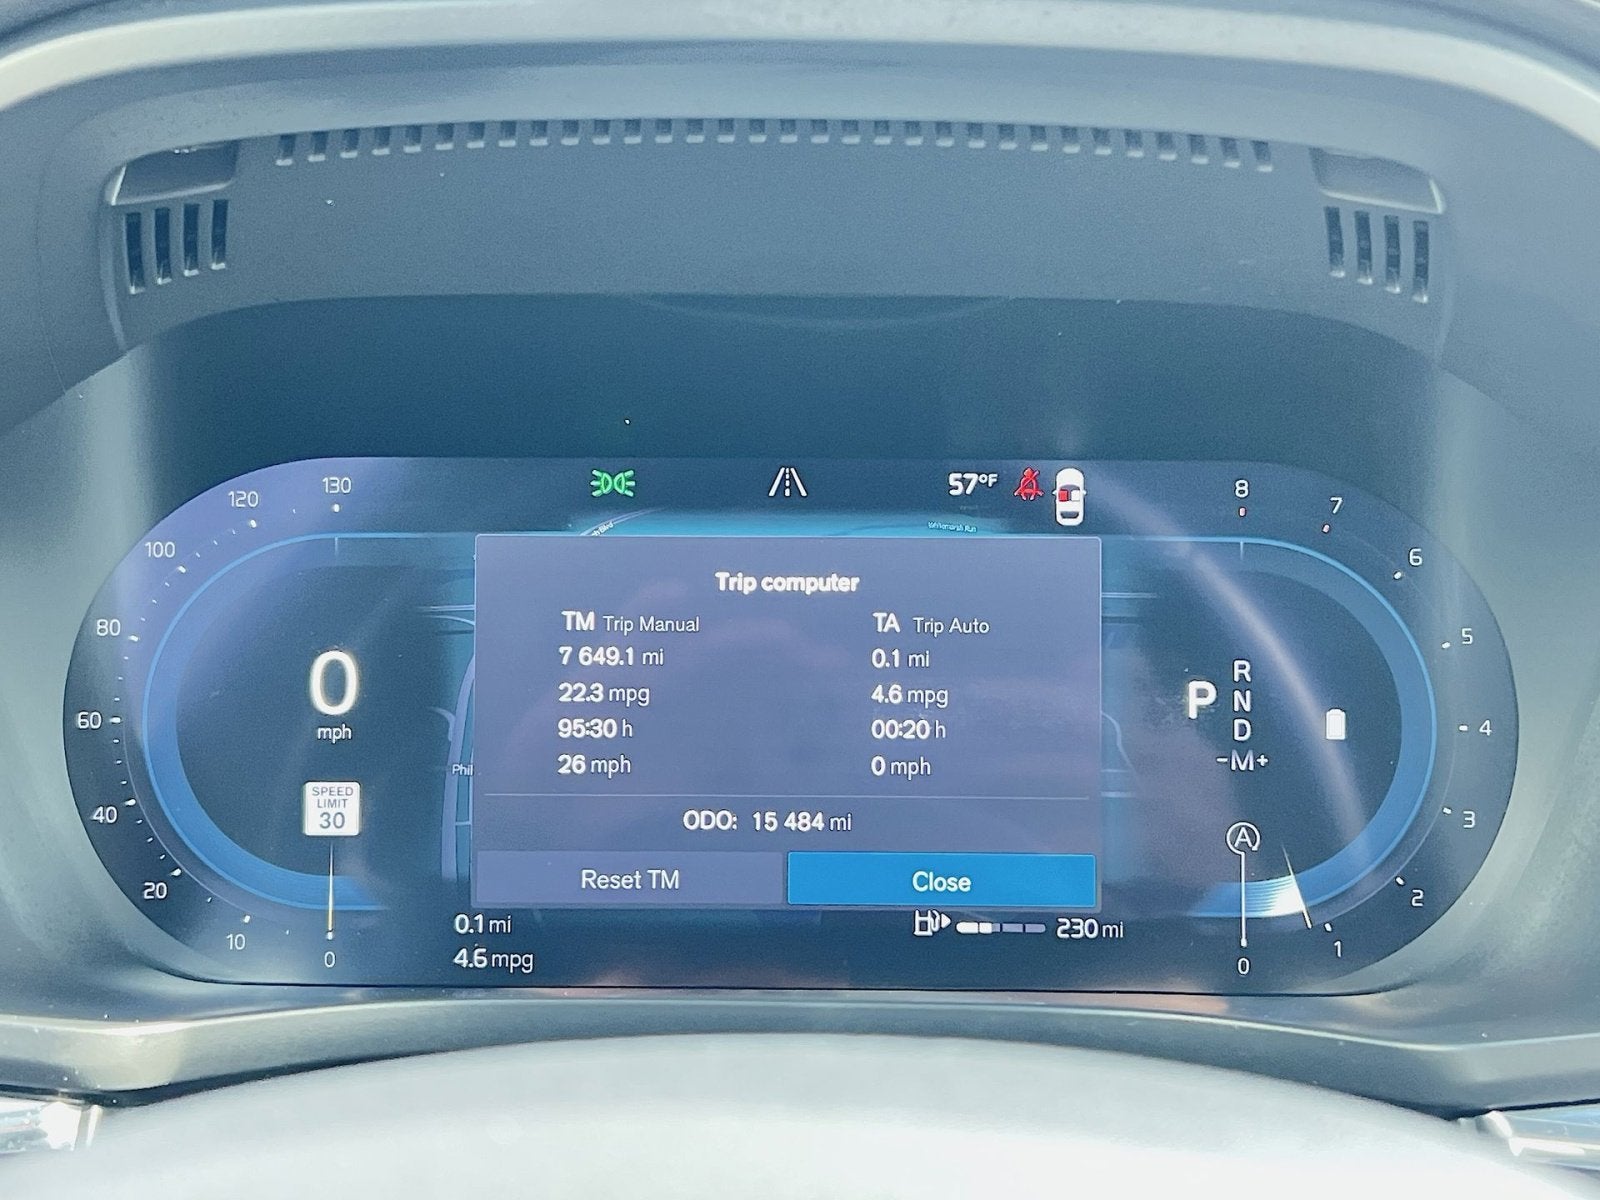 130
120
100
80
60
40
20
10
0
57°F
8
7
6
5
4
3
2
1
0
Whitemarsh Run
Phil
0
mph
SPEED
LIMIT
30
Trip computer
TM Trip Manual
7 649.1 mi
22.3 mpg
95:30 h
26 mph
TA Trip Auto
0.1 mi
4.6 mpg
00:20 h
0 mph
ODO: 15 484 mi
Reset TM
Close
P
R
N
D
-M+
A
0.1 mi
4.6 mpg
230 mi